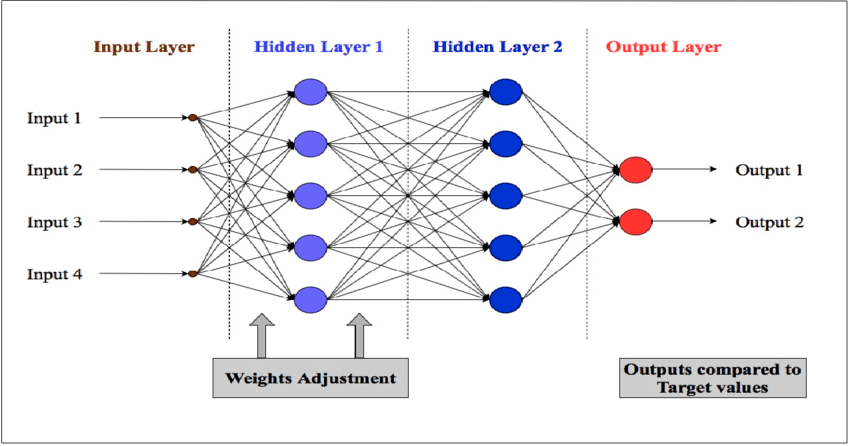 Input Layer
Hidden Layer 1
Hidden Layer 2
Output Layer
Input 1
Input 2
Input 3
Input 4
Output 1
Output 2
Weights Adjustment
Outputs compared to
Target values